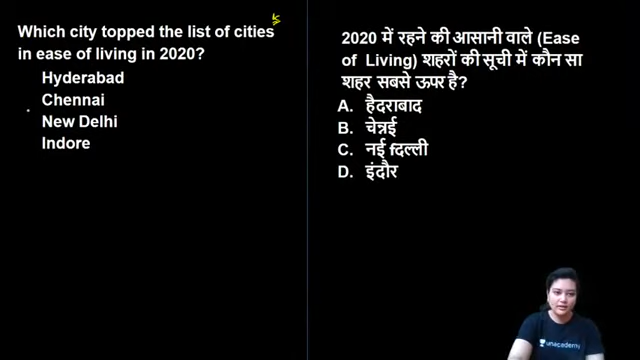 Which city topped the list of cities
in ease of living in 2020?
Hyderabad
Chennai
New Delhi
Indore
2020 में रहने की आसानी वाले (Ease
of Living) शहरों की सूची में कौन सा
शहर सबसे ऊपर है?
A. हैदराबाद
B. चेन्नई
C. नई fदल्ली
D. इंदौर
unacademy